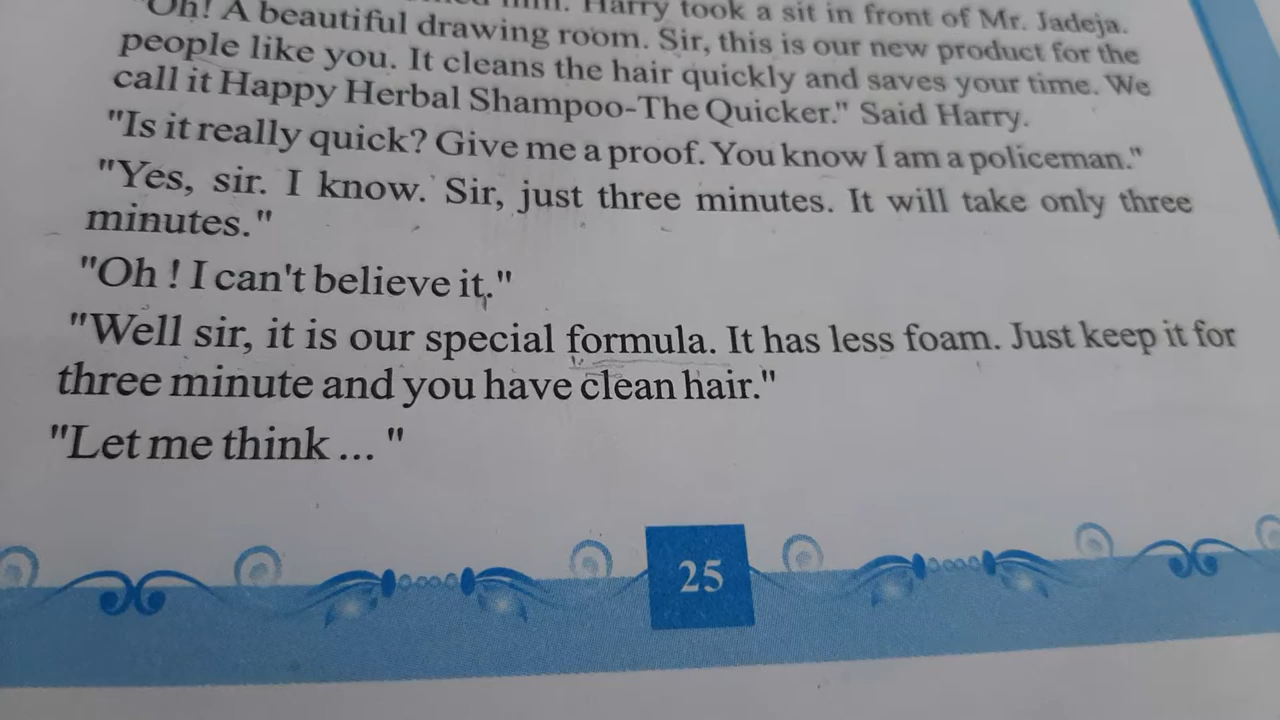 him. Harry took a sit in front of Mr. Jadeja.
"Oh! A beautiful drawing room. Sir, this is our new product for the
people like you. It cleans the hair quickly and saves your time. We
call it Happy Herbal Shampoo-The Quicker." Said Harry.
"Is it really quick? Give me a proof. You know I am a policeman."
"Yes, sir. I know. Sir, just three minutes. It will take only three
minutes."
"Oh ! I can't believe it."
"Well sir, it is our special formula. It has less foam. Just keep it for
three minute and you have clean hair."
"Let me think ... "
25